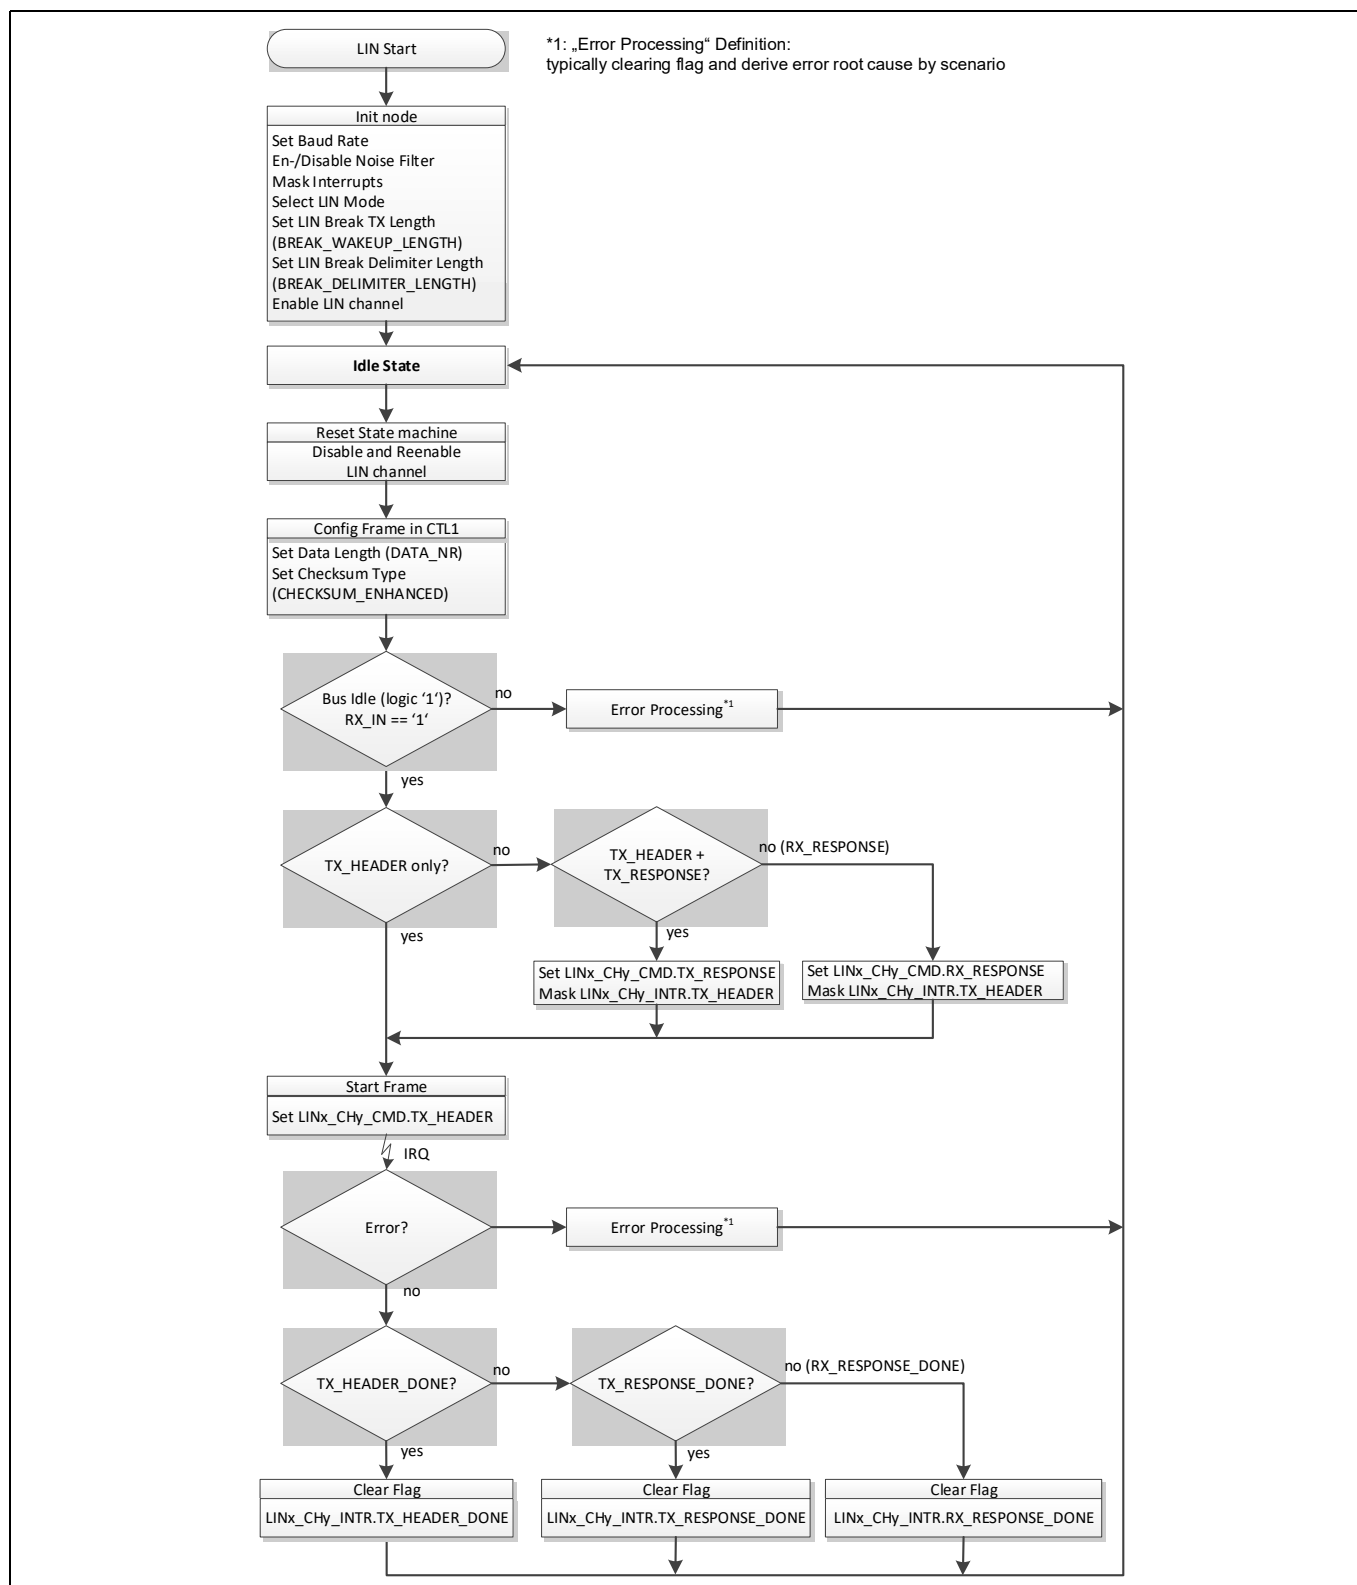 LIN Start
*1: „Error Processing“ Definition:
typically clearing flag and derive error root cause by scenario
Init node
Set Baud Rate
En-/Disable Noise Filter
Mask Interrupts
Select LIN Mode
Set LIN Break TX Length
(BREAK_WAKEUP_LENGTH)
Set LIN Break Delimiter Length
(BREAK_DELIMITER_LENGTH)
Enable LIN channel
Idle State
Reset State machine
Disable and Reenable
LIN channel
Config Frame in CTL1
Set Data Length (DATA_NR)
Set Checksum Type
(CHECKSUM_ENHANCED)
Bus Idle (logic ‘1‘)?
RX_IN == ‘1‘
no
Error Processing*1
yes
TX_HEADER only?
no
TX_HEADER +
TX_RESPONSE?
no (RX_RESPONSE)
yes
yes
Set LINx_CHy_CMD.TX_RESPONSE
Mask LINx_CHy_INTR.TX_HEADER
Set LINx_CHy_CMD.RX_RESPONSE
Mask LINx_CHy_INTR.TX_HEADER
Start Frame
Set LINx_CHy_CMD.TX_HEADER
IRQ
Error?
Error Processing*1
no
TX_HEADER_DONE?
no
TX_RESPONSE_DONE?
no (RX_RESPONSE_DONE)
yes
yes
Clear Flag
LINx_CHy_INTR.TX_HEADER_DONE
Clear Flag
LINx_CHy_INTR.TX_RESPONSE_DONE
Clear Flag
LINx_CHy_INTR.RX_RESPONSE_DONE